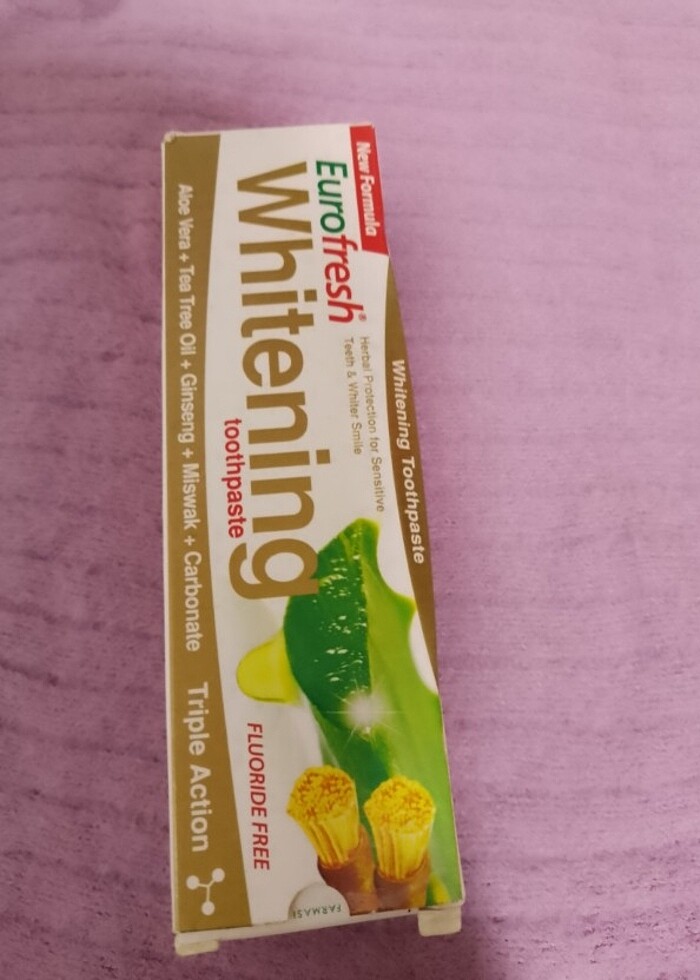 New Formula
Whitening Toothpaste
Eurofresh®
Herbal Protection for Sensitive
Teeth & Whiter Smile
Whitening
toothpaste
FLUORIDE FREE
Aloe Vera + Tea Tree Oil + Ginseng + Miswak + Carbonate
Triple Action
FARMASI